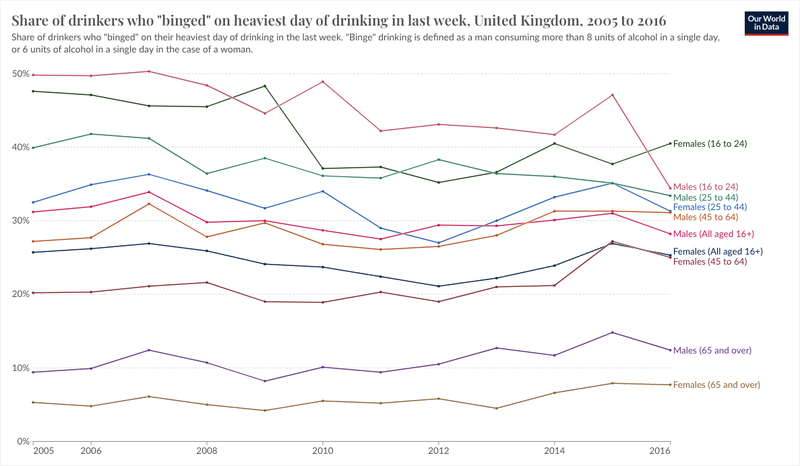 Share of drinkers who "binged" on heaviest day of drinking in last week, United Kingdom, 2005 to 2016
Our World
in Data
Share of drinkers who "binged" on their heaviest day of drinking in the last week. "Binge" drinking is defined as a man consuming more than 8 units of alcohol in a single day,
or 6 units of alcohol in a single day in the case of a woman.
50%
40%
30%
20%
10%
0%
Females (16 to 24)
Males (16 to 24)
Males (25 to 44)
Females (25 to 44)
Males (45 to 64)
Males (All aged 16+)
Females (All aged 16+)
Females (45 to 64)
Males (65 and over)
Females (65 and over)
2005 2006 2008 2010 2012 2014 2016